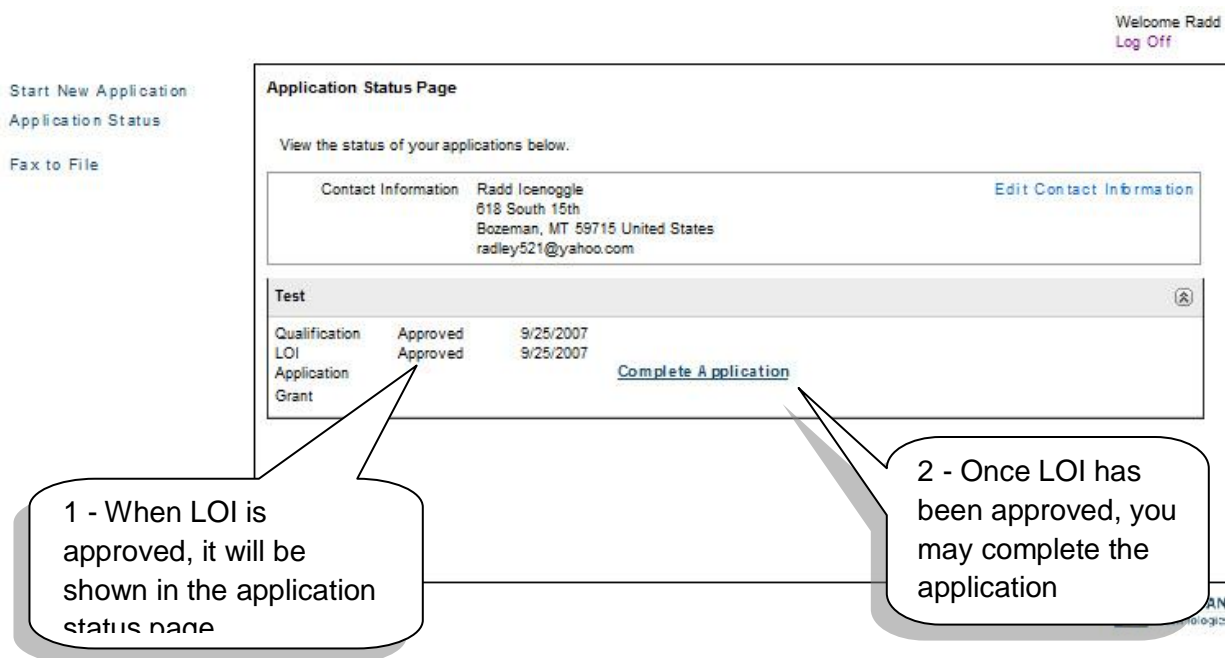 Welcome Radd
Log Off
Start New Application
Application Status
Fax to File
Application Status Page
View the status of your applications below.
Contact Information Radd Icenoggle Edit Contact Information
618 South 15th
Bozeman, MT 59715 United States
radley521@yahoo.com
Test
Qualification Approved 9/25/2007
LOI Approved 9/25/2007
Application Complete Application
Grant
1 - When LOI is
approved, it will be
shown in the application
status page
2 - Once LOI has
been approved, you
may complete the
application